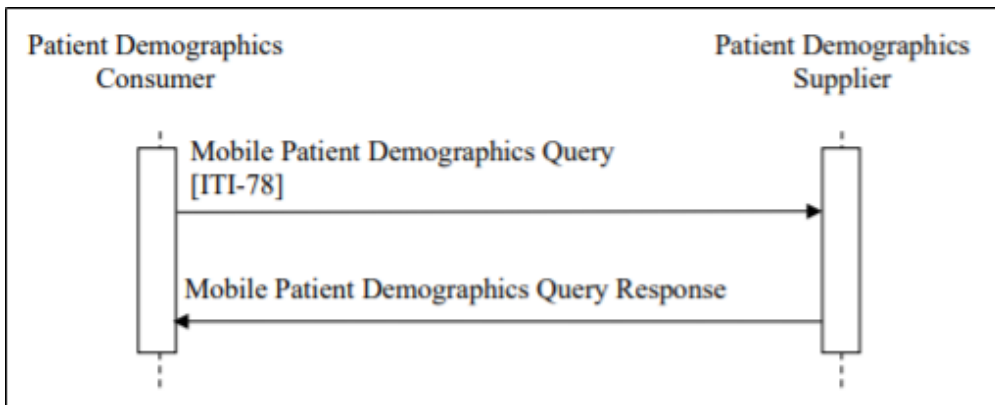 Patient Demographics
Consumer
Patient Demographics
Supplier
Mobile Patient Demographics Query
[ITI-78]
Mobile Patient Demographics Query Response